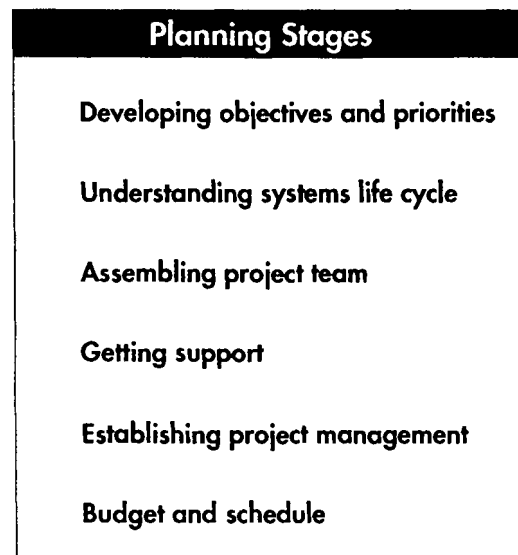 Planning Stages
Developing objectives and priorities
Understanding systems life cycle
Assembling project team
Getting support
Establishing project management
Budget and schedule